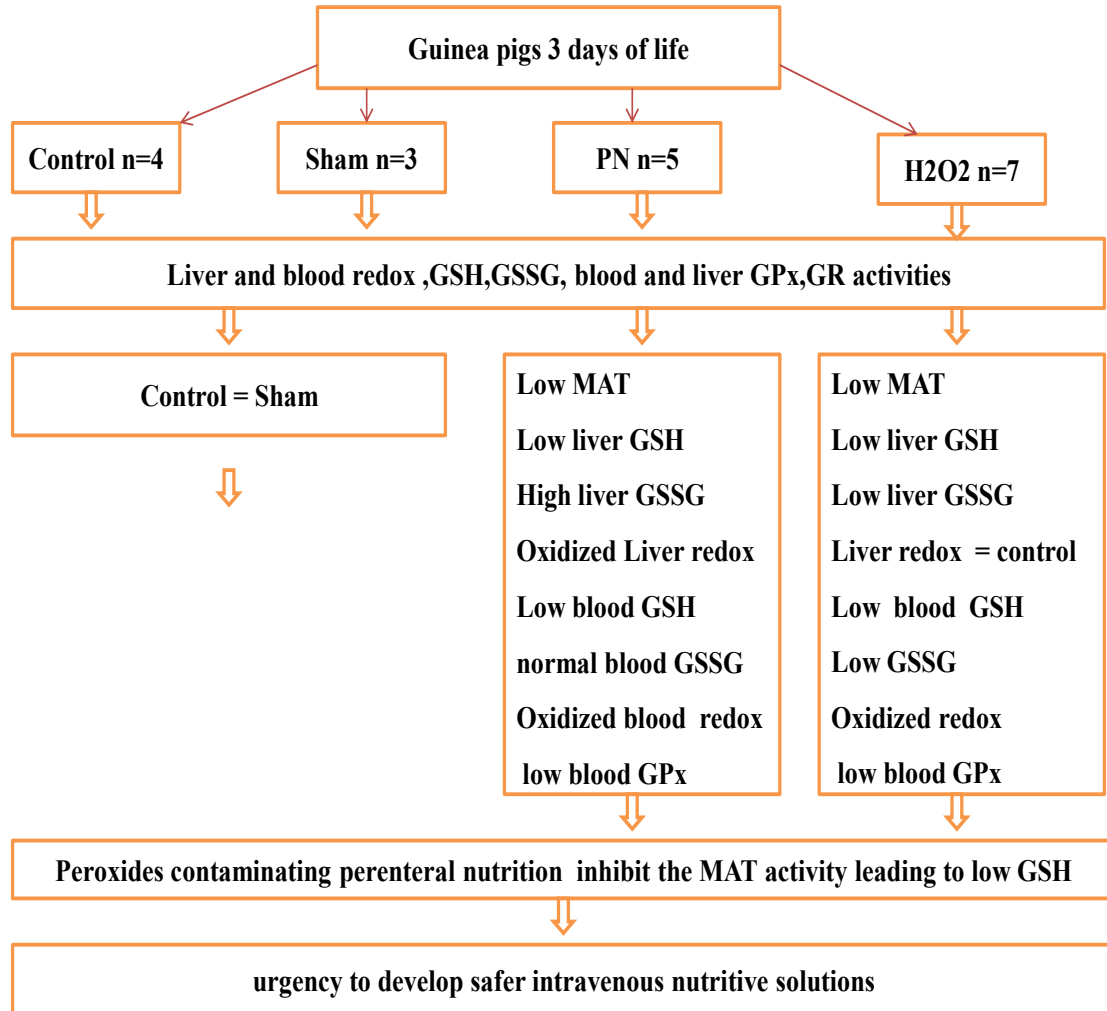 Guinea pigs 3 days of life
Control n=4
Sham n=3
PN n=5
H2O2 n=7
Liver and blood redox ,GSH,GSSG, blood and liver GPx,GR activities
Control = Sham
Low MAT
Low liver GSH
High liver GSSG
Oxidized Liver redox
Low blood GSH
normal blood GSSG
Oxidized blood redox
low blood GPx
Low MAT
Low liver GSH
Low liver GSSG
Liver redox = control
Low blood GSH
Low GSSG
Oxidized redox
low blood GPx
Peroxides contaminating perenteral nutrition inhibit the MAT activity leading to low GSH
urgency to develop safer intravenous nutritive solutions